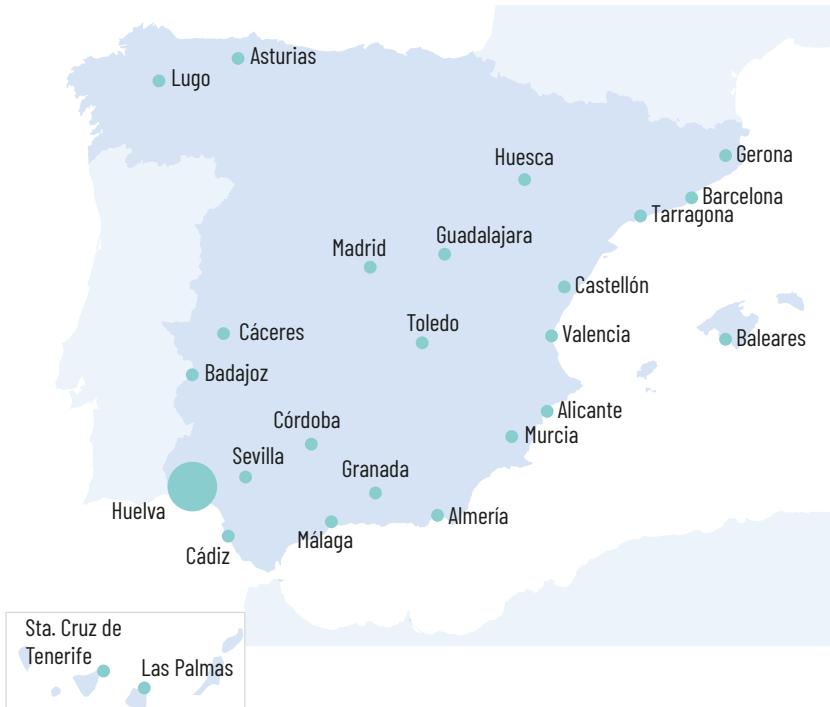 Asturias
Lugo
Huesca
Gerona
Barcelona
Tarragona
Guadalajara
Madrid
Castellón
Toledo
Cáceres
Valencia
Baleares
Badajoz
Alicante
Córdoba
Murcia
Sevilla
Granada
Huelva
Almería
Málaga
Cádiz
Sta. Cruz de
Tenerife
Las Palmas